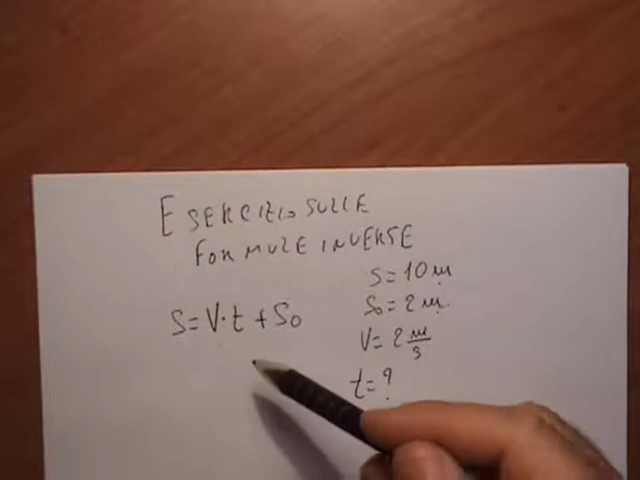 ESERCIZIO SULLE
FORMULE INVERSE
S=10 m
S0=2 m
S=V·t+S0
V=2 m/s
t=?